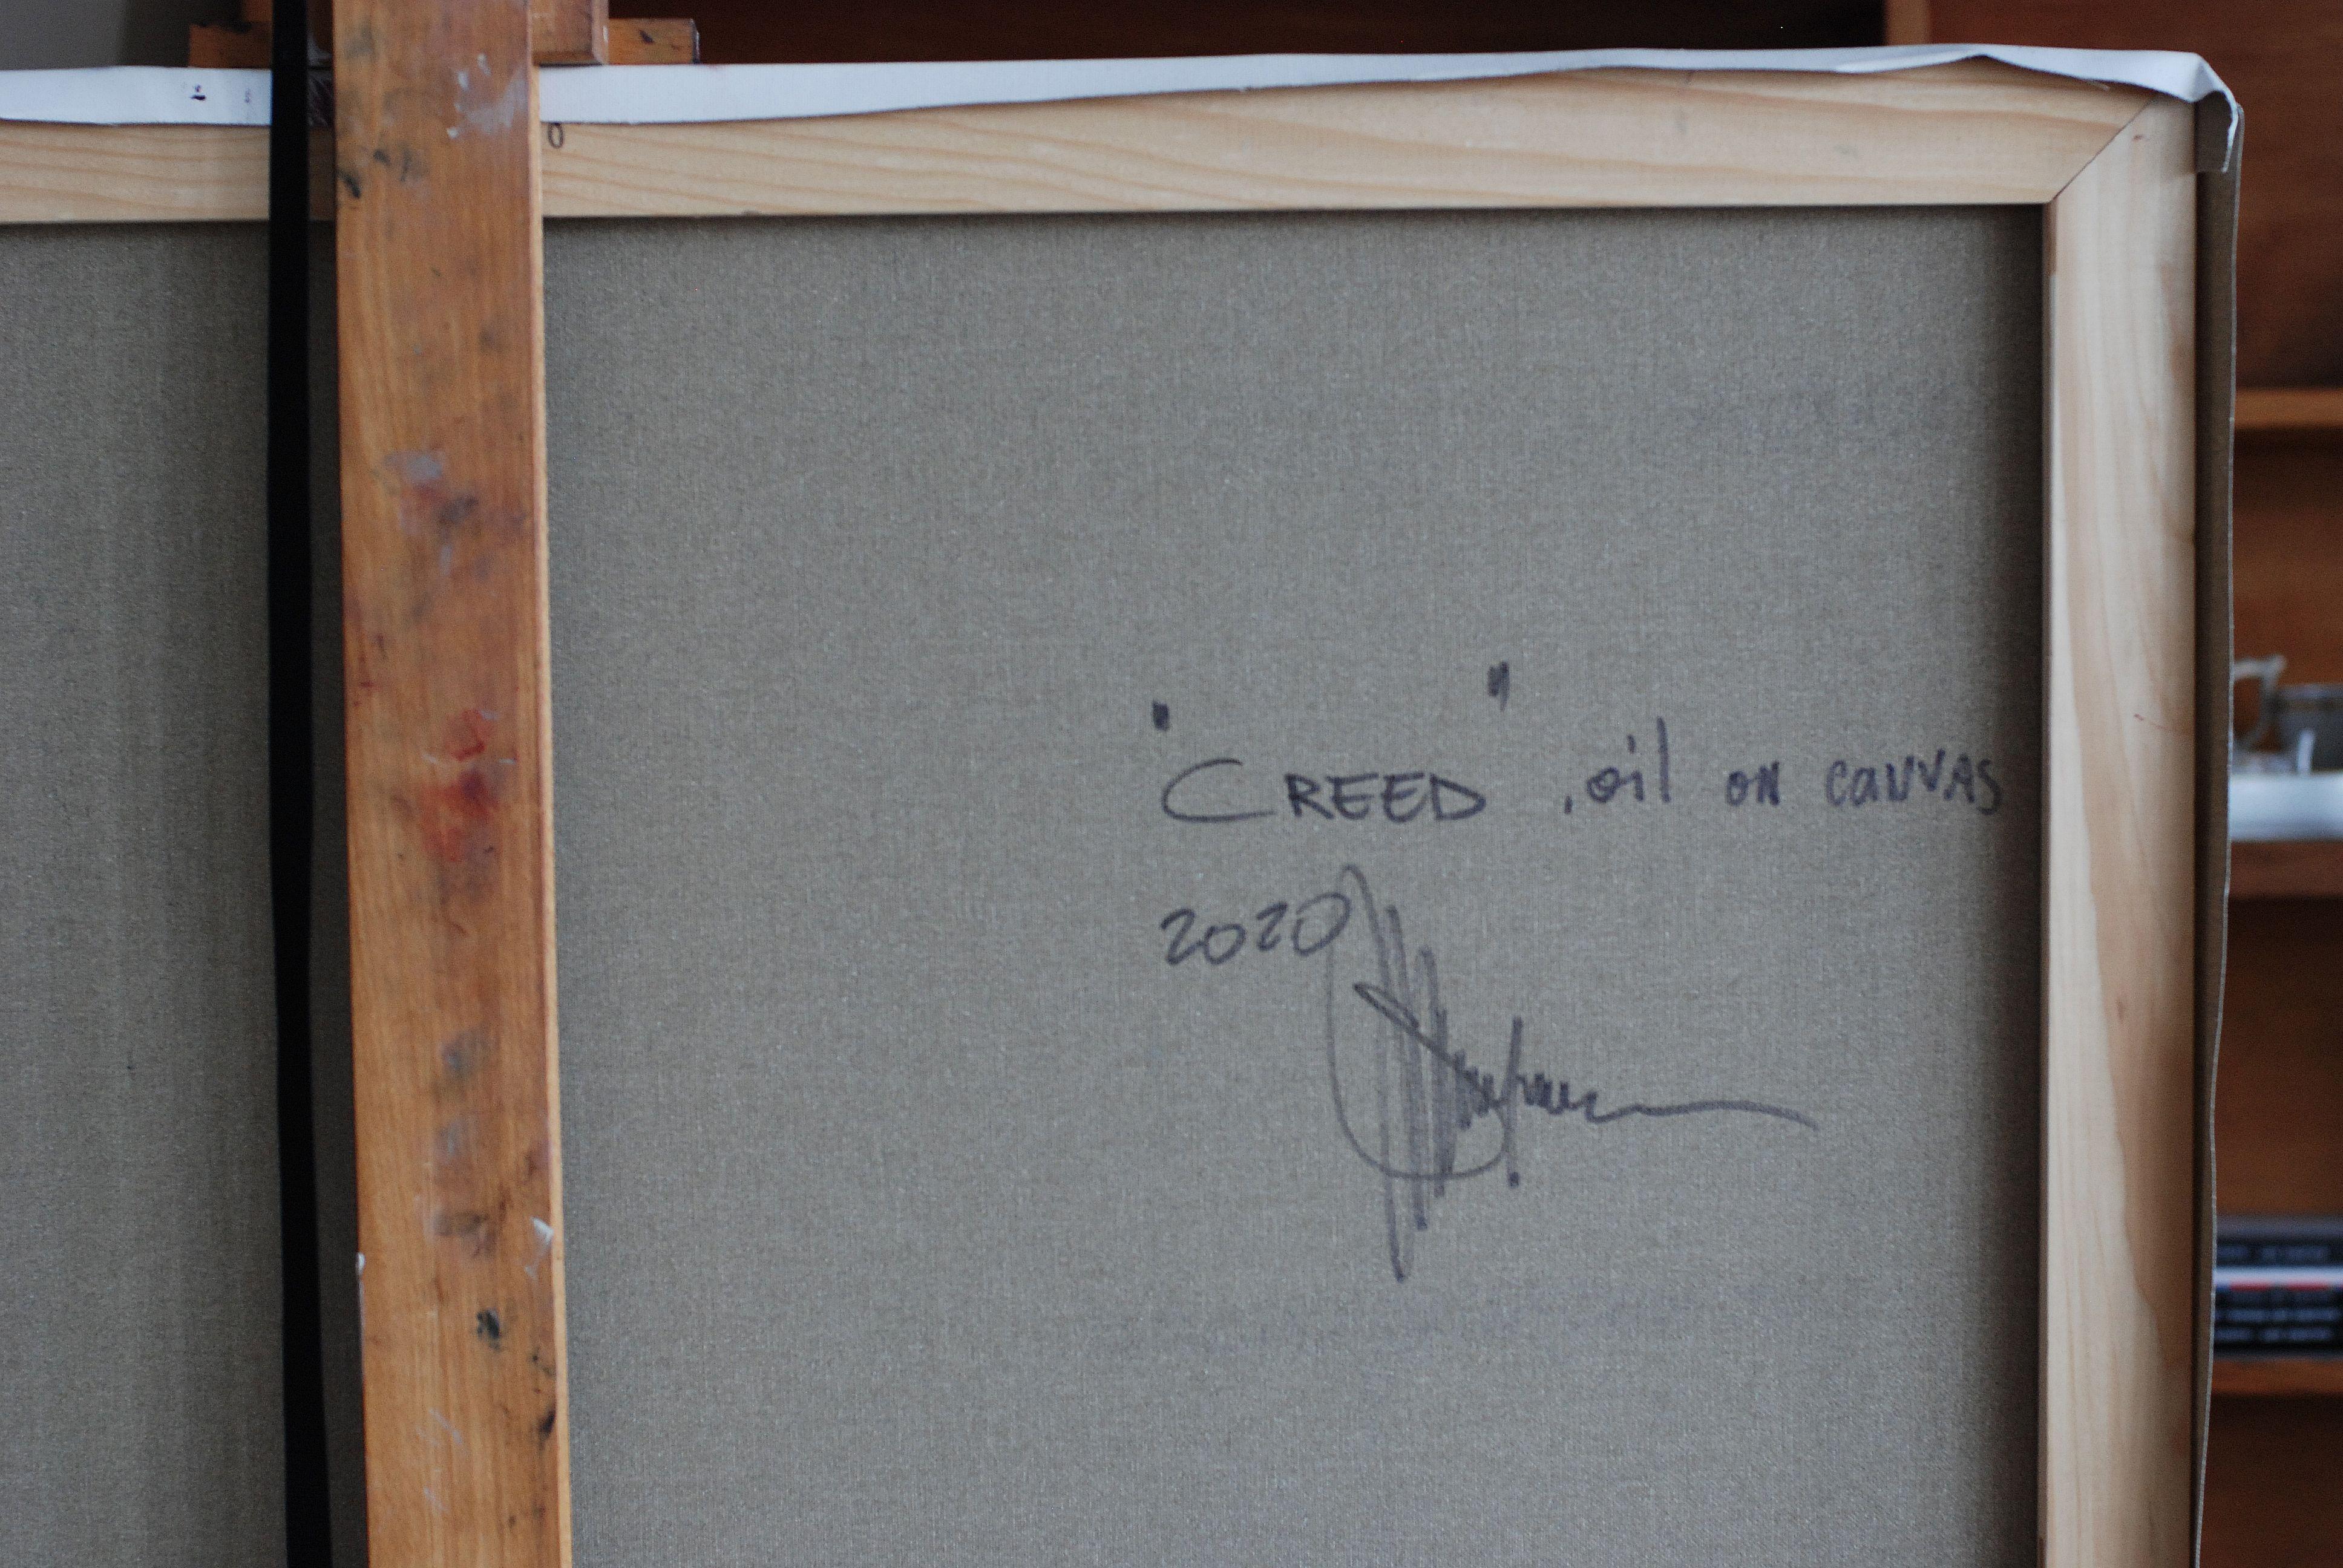 "CREED", oil on canvas
2020